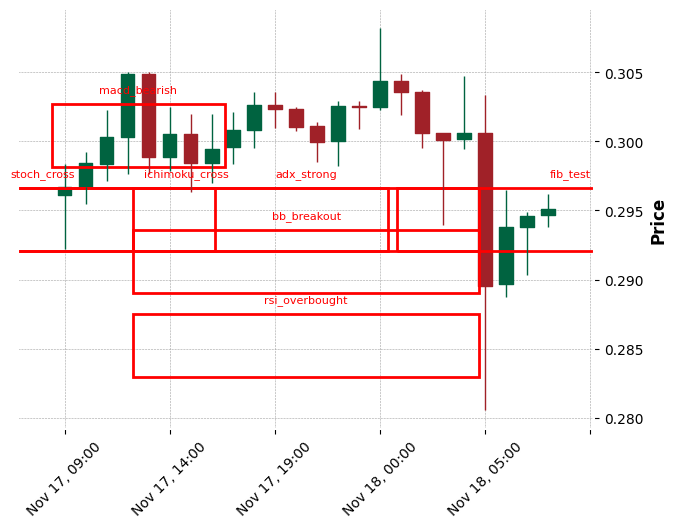 macd_bearish
stoch_cross
ichimoku_cross
adx_strong
fib_test
bb_breakout
rsi_overbought
0.305
0.300
0.295
0.290
0.285
0.280
Price
Nov 17, 09:00
Nov 17, 14:00
Nov 17, 19:00
Nov 18, 00:00
Nov 18, 05:00